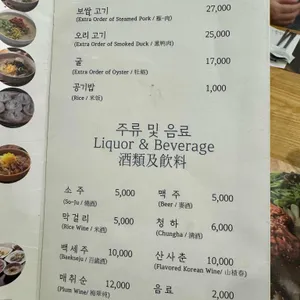 보쌈 고기 27,000
(Extra Order of Steamed Pork / 豚-肉)
오리 고기 25,000
(Extra Order of Smoked Duck / 熏鸭肉)
굴 17,000
(Extra Order of Oyster / 牡蛎)
공기밥 1,000
(Rice / 米饭)
주류 및 음료
Liquor & Beverage
酒類及飲料
소 주 5,000
(So-Ju / 燒酒)
맥 주 5,000
(Beer / 麥酒)
막걸리 5,000
(Rice Wine / 米酒)
청 하 6,000
(Chungha / 清酒)
백세주 10,000
(Baekseju / 百歲酒)
산사춘 10,000
(Flavored Korean Wine/ 山楂春)
매취순 12,000
(Plum Wine/ 梅翠純)
음료 2,000